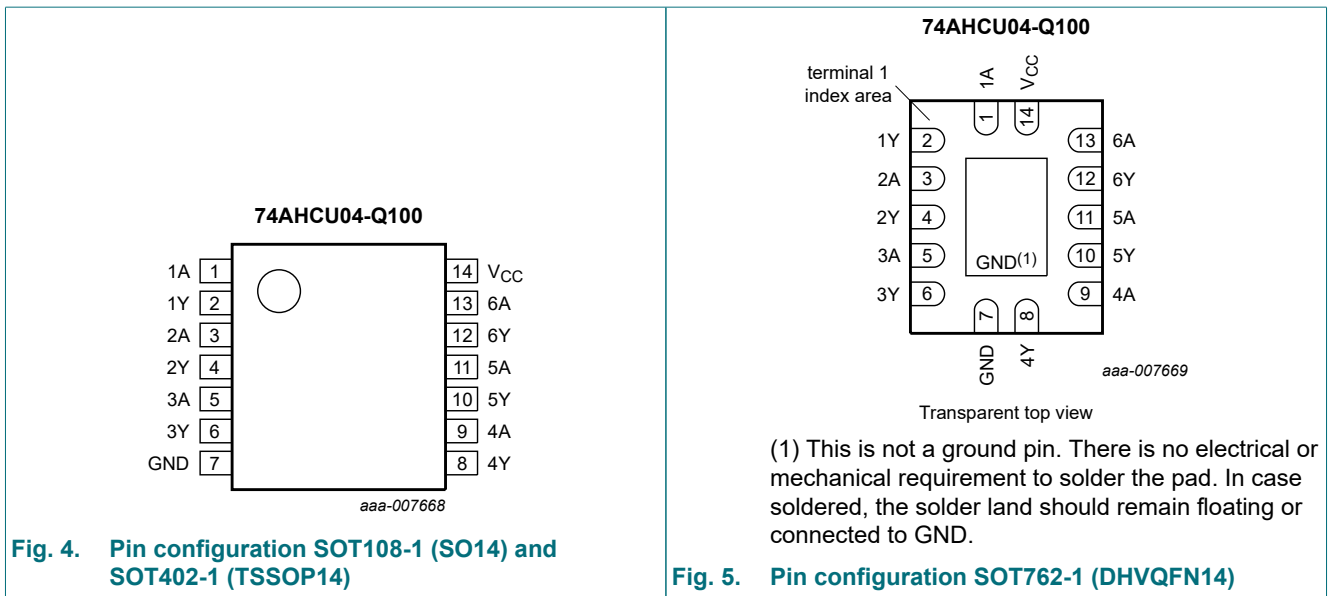 74AHCU04-Q100
1A 1
1Y 2
2A 3
2Y 4
3A 5
3Y 6
GND 7
14 VCC
13 6A
12 6Y
11 5A
10 5Y
9 4A
8 4Y
aaa-007668
Fig. 4. Pin configuration SOT108-1 (SO14) and
SOT402-1 (TSSOP14)
74AHCU04-Q100
terminal 1
index area
1A
VCC
1
14
1Y 2
2A 3
2Y 4
3A 5
3Y 6
13 6A
12 6Y
11 5A
10 5Y
9 4A
GND(1)
7
8
GND
4Y
aaa-007669
Transparent top view
(1) This is not a ground pin. There is no electrical or
mechanical requirement to solder the pad. In case
soldered, the solder land should remain floating or
connected to GND.
Fig. 5. Pin configuration SOT762-1 (DHVQFN14)